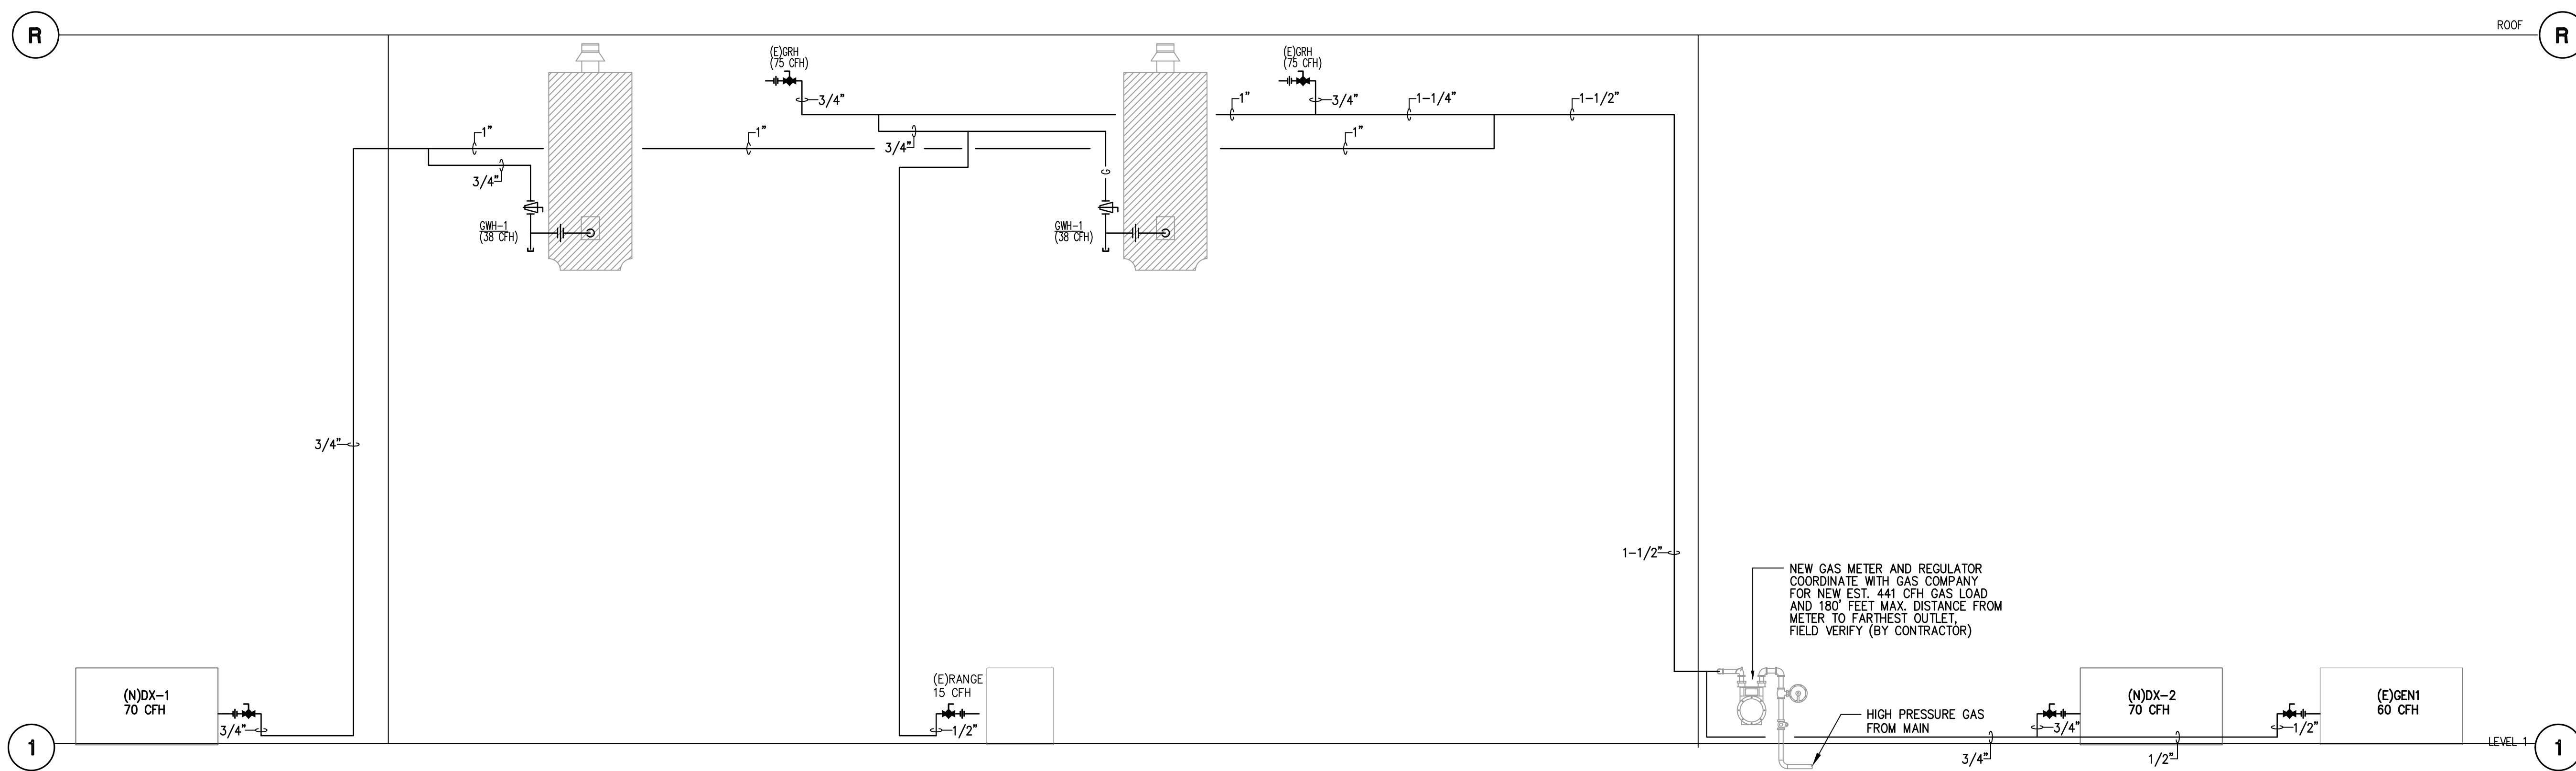 R
ROOF
R
(E)GRH
(75 CFH)
3/4"
(E)GRH
(75 CFH)
3/4"
1"
1-1/4"
1-1/2"
1"
1"
3/4"
1"
3/4"
G
GWH-1
(38 CFH)
GWH-1
(38 CFH)
3/4"
1-1/2"
NEW GAS METER AND REGULATOR
COORDINATE WITH GAS COMPANY
FOR NEW EST. 441 CFH GAS LOAD
AND 180' FEET MAX. DISTANCE FROM
METER TO FARTHEST OUTLET,
FIELD VERIFY (BY CONTRACTOR)
(N)DX-1
70 CFH
3/4"
(E)RANGE
15 CFH
1/2"
HIGH PRESSURE GAS
FROM MAIN
(N)DX-2
70 CFH
3/4"
(E)GEN1
60 CFH
1/2"
3/4"
1/2"
1
LEVEL 1
1